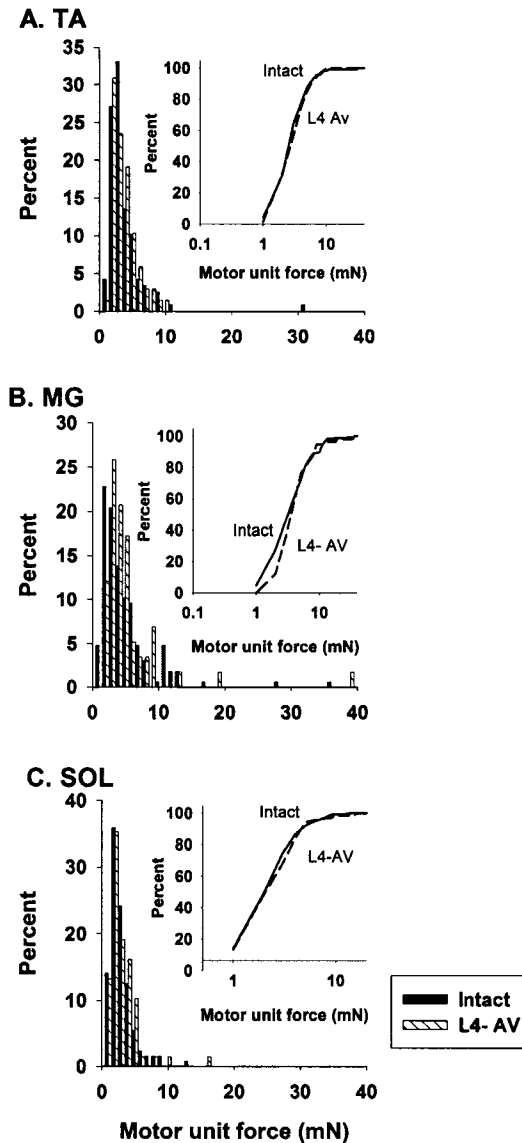 A. TA
35
30
25
20
15
10
5
0
Percent
0 10 20 30 40
100
80
60
40
20
0
Percent
Intact
L4 Av
0.1 1 10
Motor unit force (mN)
B. MG
30
25
20
15
10
5
0
Percent
0 10 20 30 40
100
80
60
40
20
0
Percent
Intact
L4- AV
0.1 1 10
Motor unit force (mN)
C. SOL
40
30
20
10
0
Percent
0 10 20 30 40
Motor unit force (mN)
100
80
60
40
20
0
Percent
Intact
L4-AV
1 10
Motor unit force (mN)
Intact
L4- AV